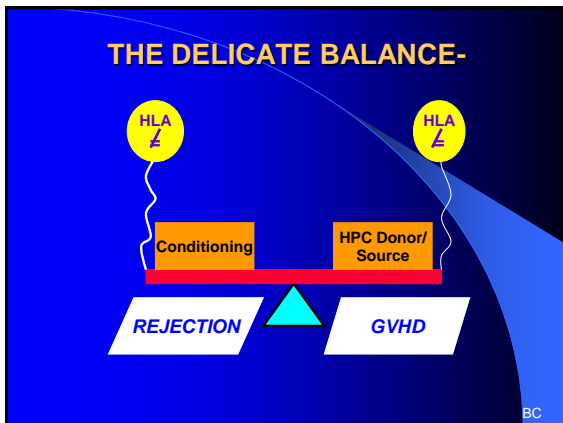 THE DELICATE BALANCE-
HLA
≠
HLA
≠
Conditioning
HPC Donor/
Source
REJECTION
GVHD
BC